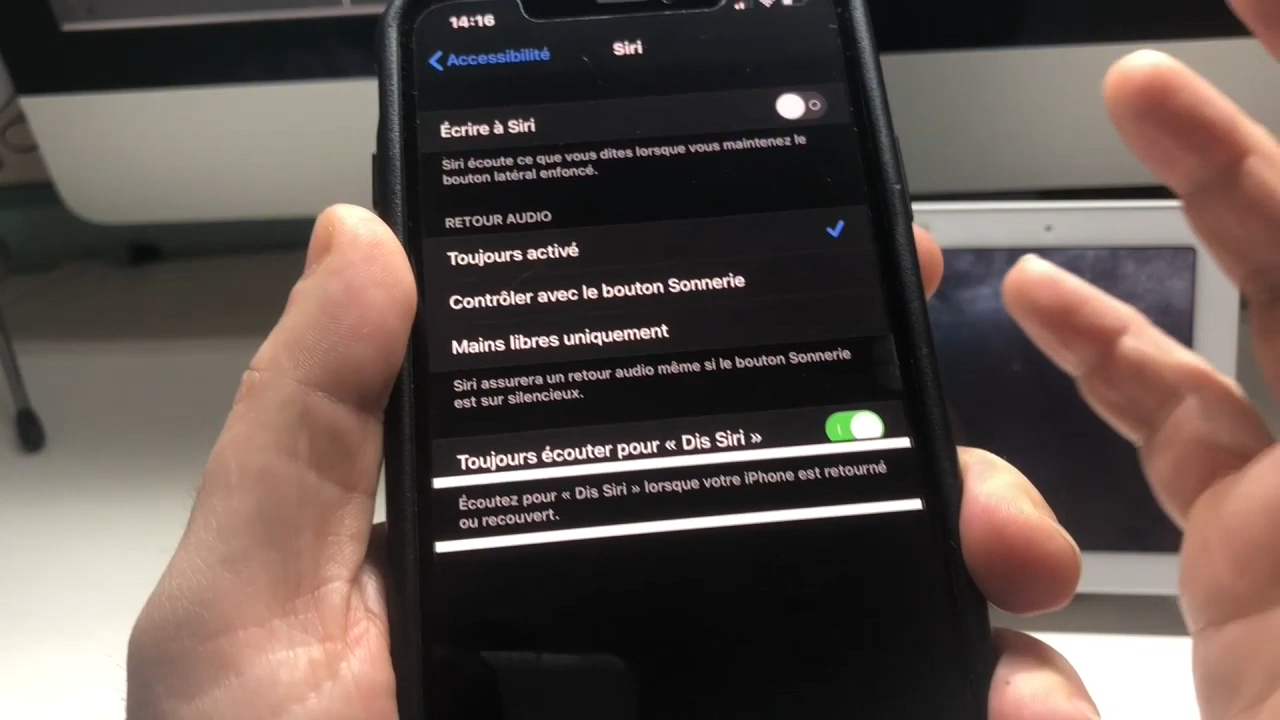 14:16
Accessibilité
Siri
Écrire à Siri
Siri écoute ce que vous dites lorsque vous maintenez le
bouton latéral enfoncé.
RETOUR AUDIO
Toujours activé
Contrôler avec le bouton Sonnerie
Mains libres uniquement
Siri assurera un retour audio même si le bouton Sonnerie
est sur silencieux.
Toujours écouter pour « Dis Siri »
Écoutez pour « Dis Siri » lorsque votre iPhone est retourné
ou recouvert.